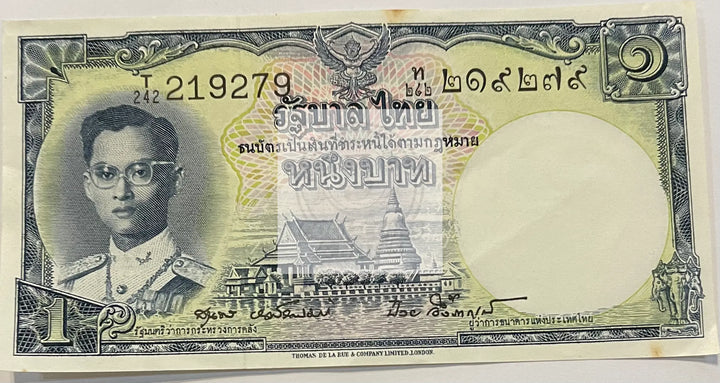 ๑
T/242 219279 ท/๒๔๒ ๒๑๙๒๗๙
รัฐบาลไทย
ธนบัตรเป็นเงินที่ชำระหนี้ได้ตามกฎหมาย
หนึ่งบาท
1
รัฐมนตรีว่าการกระทรวงการคลัง ผู้ว่าการธนาคารแห่งประเทศไทย
THOMAS DE LA RUE & COMPANY LIMITED, LONDON.